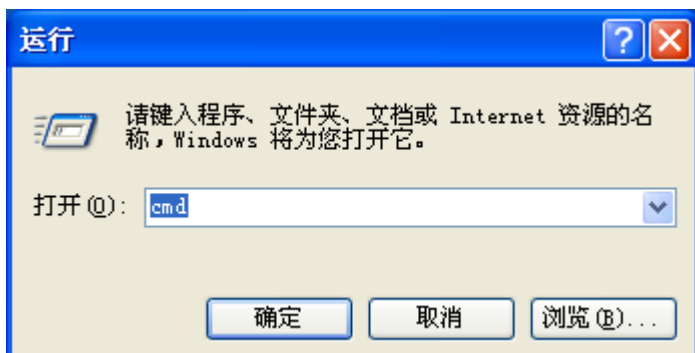 运行
请键入程序、文件夹、文档或 Internet 资源的名
称，Windows 将为您打开它。
打开(O): cmd
确定 取消 浏览(B)...